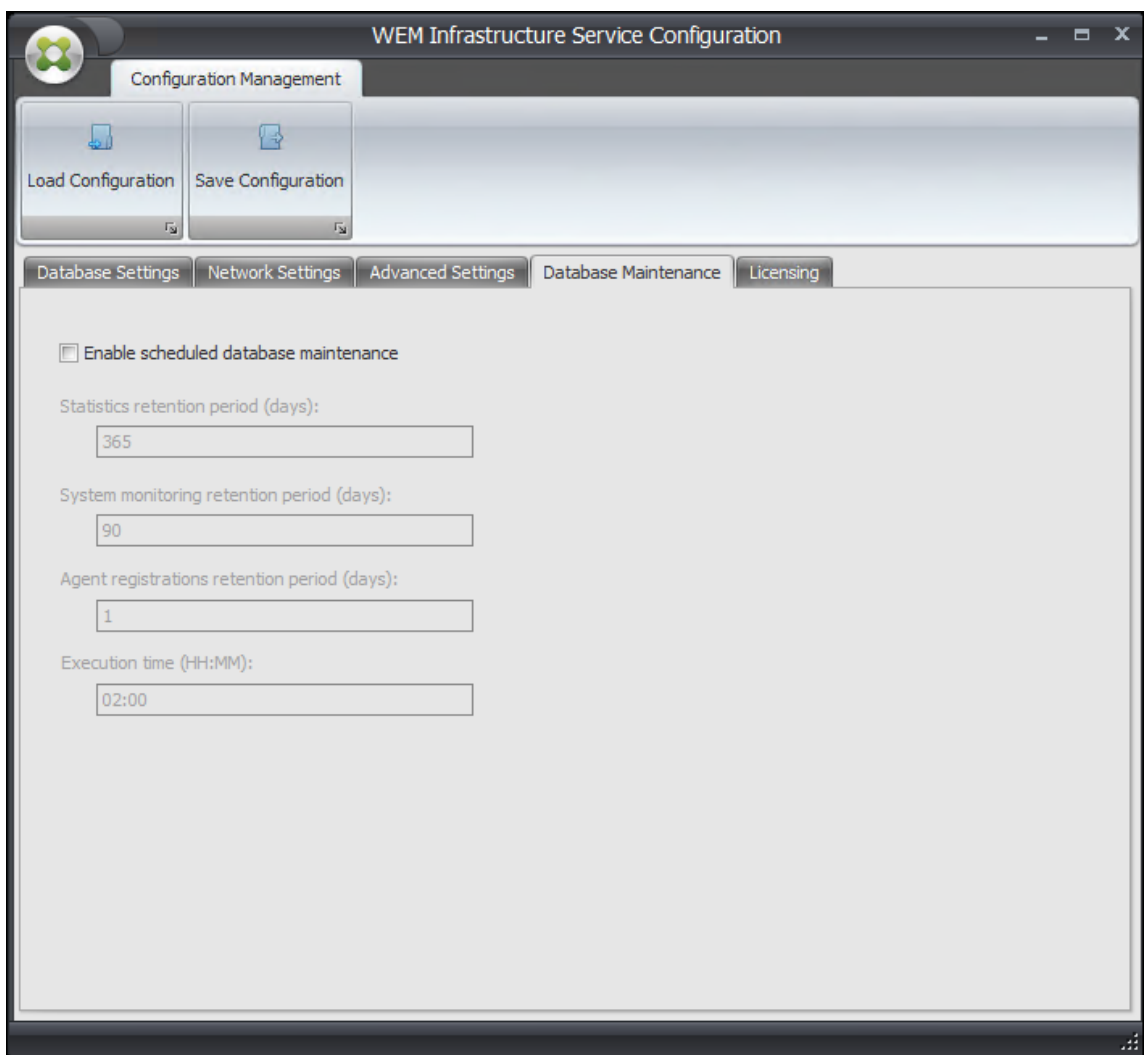 WEM Infrastructure Service Configuration
Configuration Management
Load Configuration
Save Configuration
Database Settings
Network Settings
Advanced Settings
Database Maintenance
Licensing
Enable scheduled database maintenance
Statistics retention period (days):
365
System monitoring retention period (days):
90
Agent registrations retention period (days):
1
Execution time (HH:MM):
02:00